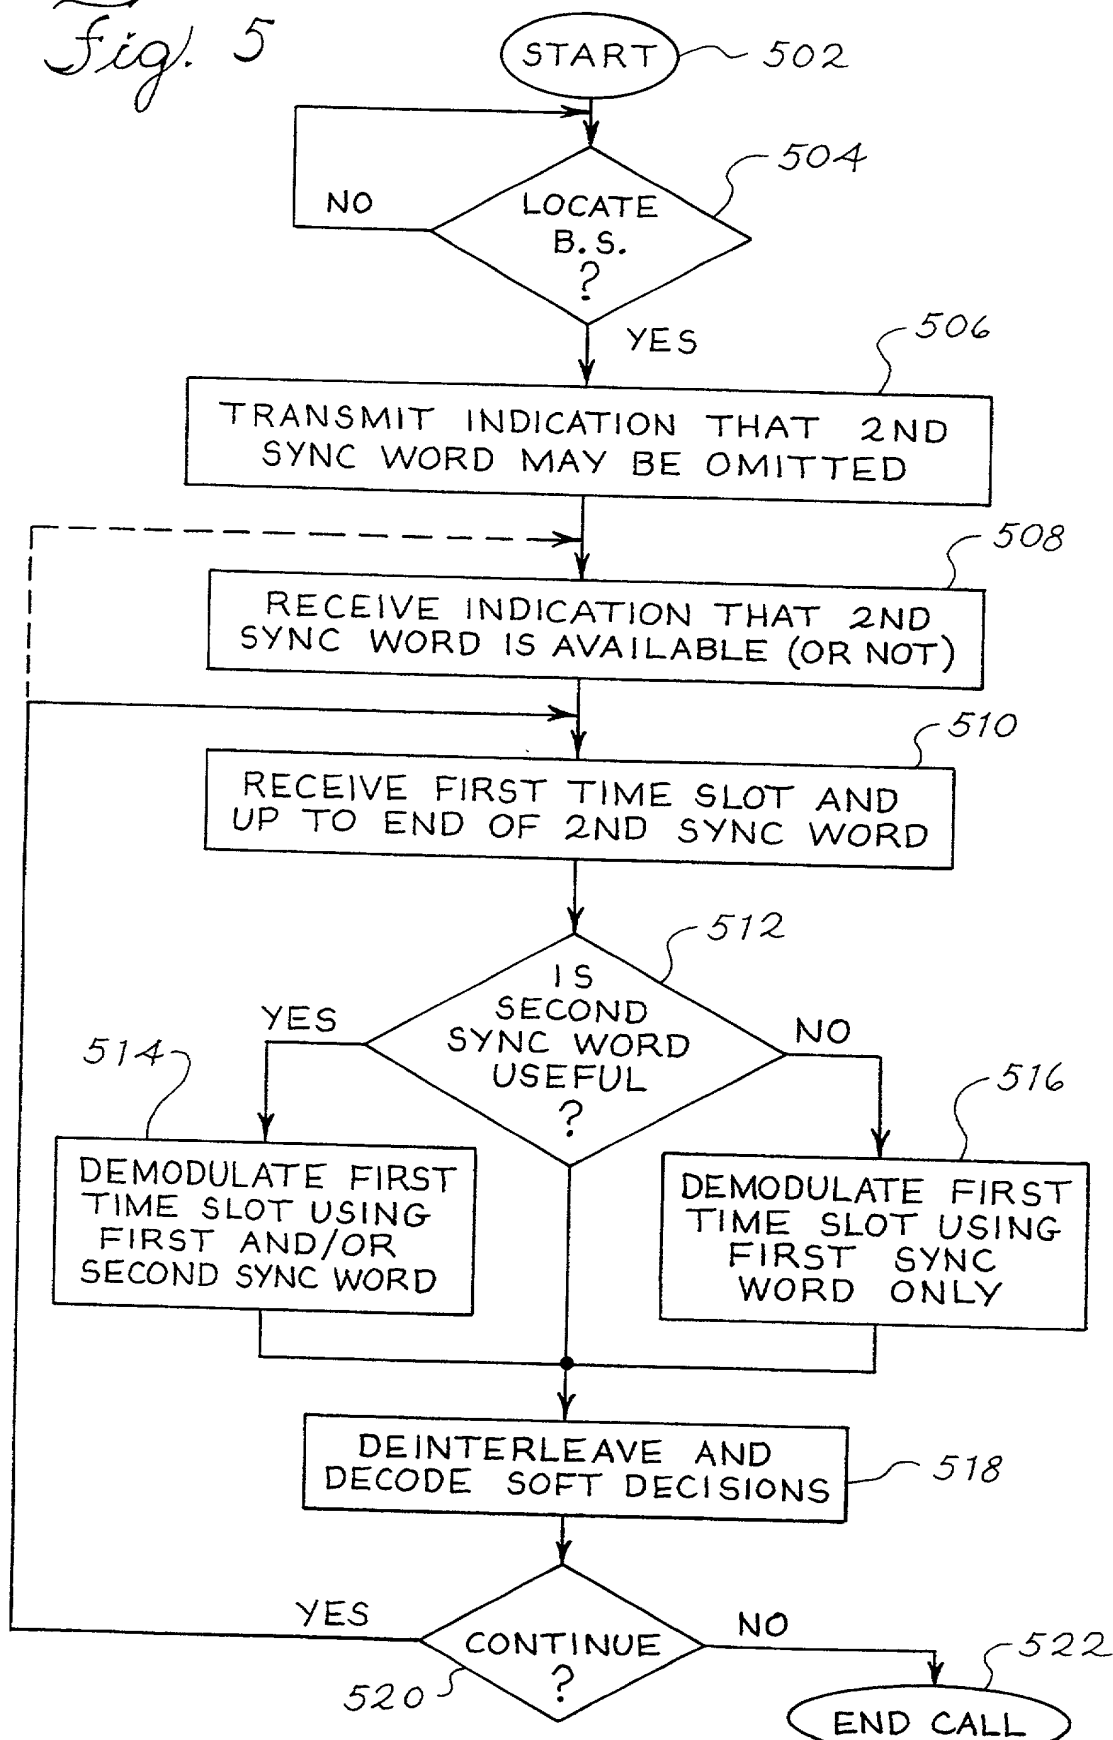 Fig. 5
START
502
504
LOCATE
B.S.
?
NO
YES
506
TRANSMIT INDICATION THAT 2ND
SYNC WORD MAY BE OMITTED
508
RECEIVE INDICATION THAT 2ND
SYNC WORD IS AVAILABLE (OR NOT)
510
RECEIVE FIRST TIME SLOT AND
UP TO END OF 2ND SYNC WORD
512
IS
SECOND
SYNC WORD
USEFUL
?
YES
NO
514
516
DEMODULATE FIRST
TIME SLOT USING
FIRST AND/OR
SECOND SYNC WORD
DEMODULATE FIRST
TIME SLOT USING
FIRST SYNC
WORD ONLY
DEINTERLEAVE AND
DECODE SOFT DECISIONS
518
YES
CONTINUE
?
NO
520
522
END CALL